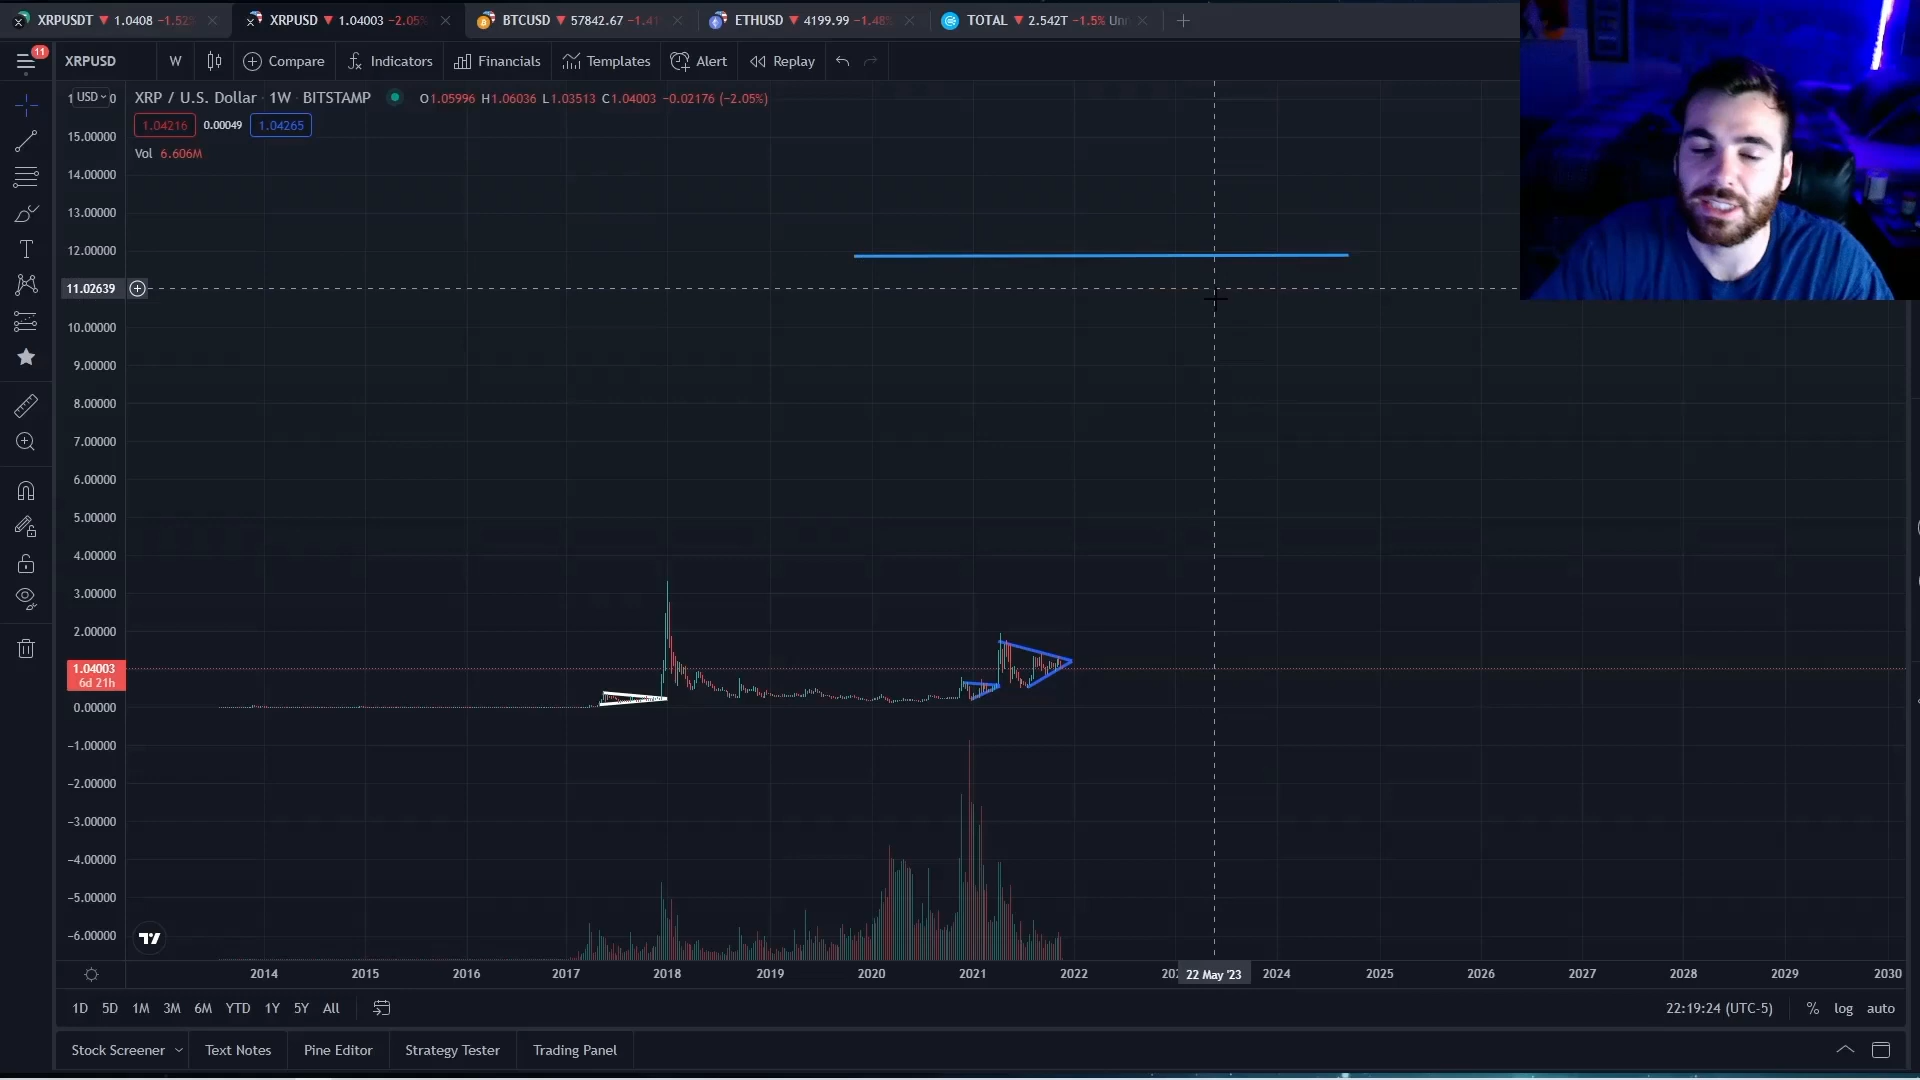 XRPUSDT ▼ 1.0408 −1.52
XRPUSD ▼ 1.04003 −2.05%
BTCUSD ▼ 57842.67 −1.41
ETHUSD ▼ 4199.99 −1.48%
TOTAL ▼ 2.542T −1.5% Un
11
XRPUSD
W
Compare
Indicators
Financials
Templates
Alert
Replay
USD
XRP / U.S. Dollar · 1W · BITSTAMP
O1.05996 H1.06036 L1.03513 C1.04003 −0.02176 (−2.05%)
1.04216 0.00049 1.04265
Vol 6.606M
15.00000
14.00000
13.00000
12.00000
11.02639
10.00000
9.00000
8.00000
7.00000
6.00000
5.00000
4.00000
3.00000
2.00000
1.04003
6d 21h
0.00000
−1.00000
−2.00000
−3.00000
−4.00000
−5.00000
−6.00000
2014 2015 2016 2017 2018 2019 2020 2021 2022 22 May '23 2024 2025 2026 2027 2028 2029 2030
1D 5D 1M 3M 6M YTD 1Y 5Y All
22:19:24 (UTC-5) % log auto
Stock Screener Text Notes Pine Editor Strategy Tester Trading Panel